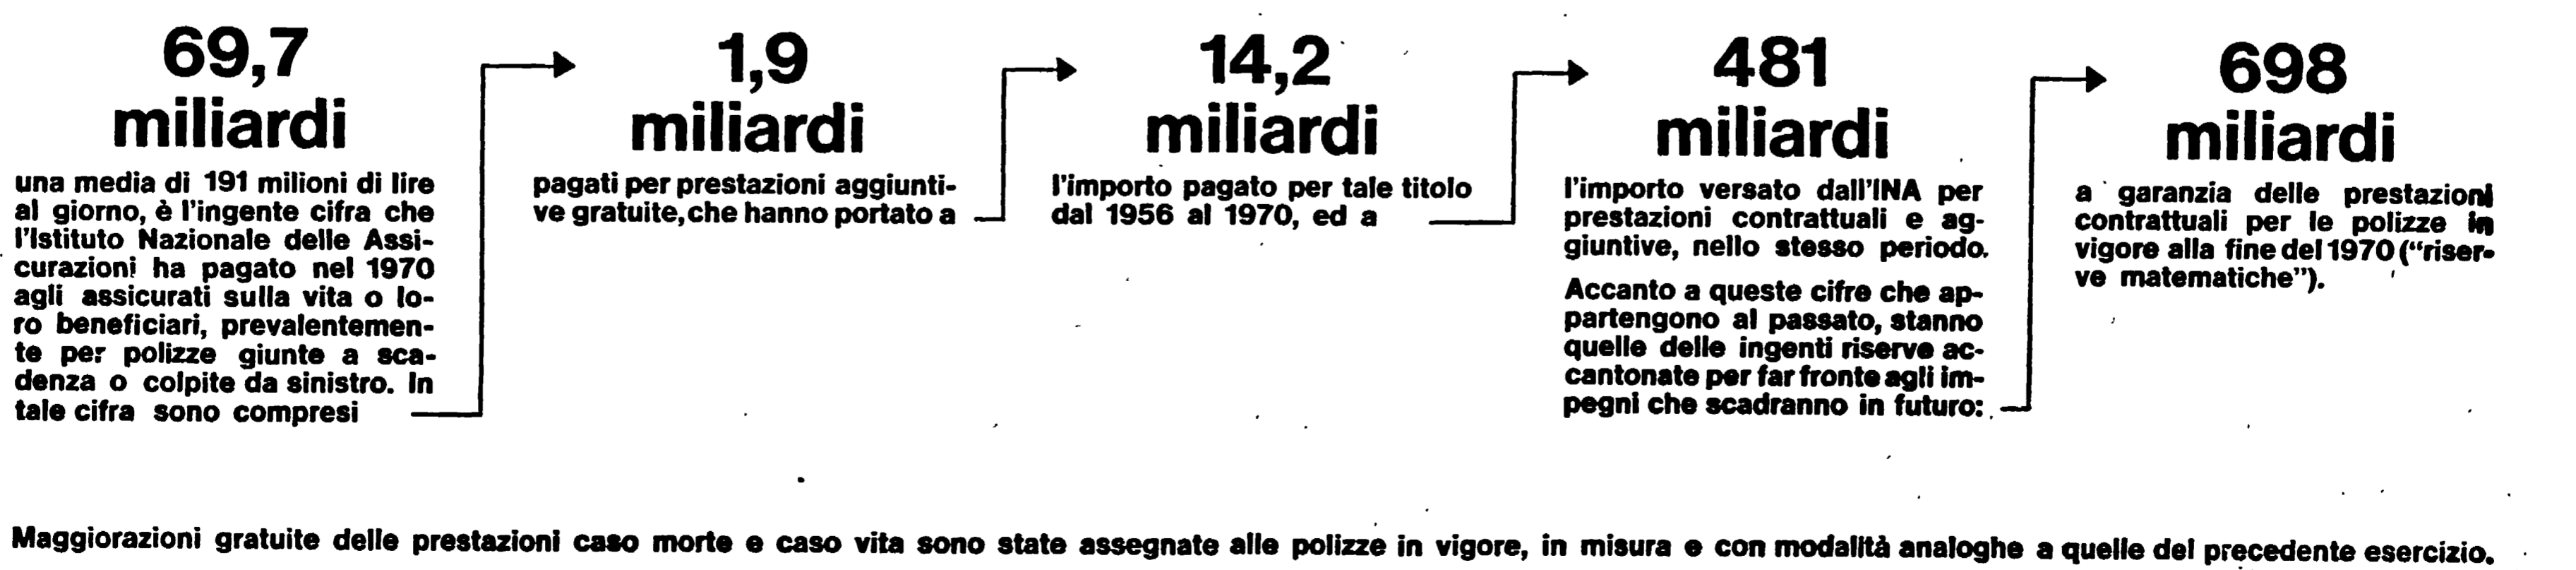 69,7
miliardi
una media di 191 milioni di lire
al giorno, è l'ingente cifra che
l'Istituto Nazionale delle Assi-
curazioni ha pagato nel 1970
agli assicurati sulla vita o lo-
ro beneficiari, prevalentemen-
te per polizze giunte a sca-
denza o colpite da sinistro. In
tale cifra sono compresi
1,9
miliardi
pagati per prestazioni aggiunti-
ve gratuite, che hanno portato a
14,2
miliardi
l'importo pagato per tale titolo
dal 1956 al 1970, ed a
481
miliardi
l'importo versato dall'INA per
prestazioni contrattuali e ag-
giuntive, nello stesso periodo.
Accanto a queste cifre che ap-
partengono al passato, stanno
quelle delle ingenti riserve ac-
cantonate per far fronte agli im-
pegni che scadranno in futuro:
698
miliardi
a garanzia delle prestazioni
contrattuali per le polizze in
vigore alla fine del 1970 ("riser-
ve matematiche").
Maggiorazioni gratuite delle prestazioni caso morte e caso vita sono state assegnate alle polizze in vigore, in misura e con modalità analoghe a quelle del precedente esercizio.